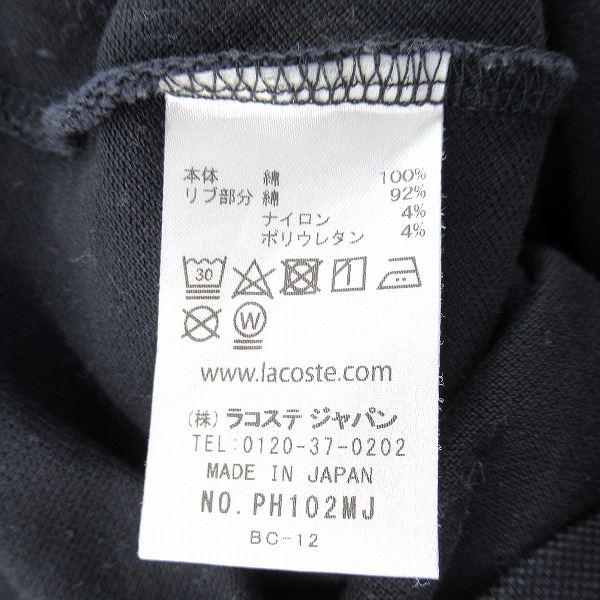 本体 綿 100%
リブ部分 綿 92%
ナイロン 4%
ポリウレタン 4%
30
W
www.lacoste.com
(株) ラコステ ジャパン
TEL:0120-37-0202
MADE IN JAPAN
NO. PH102MJ
BC-12